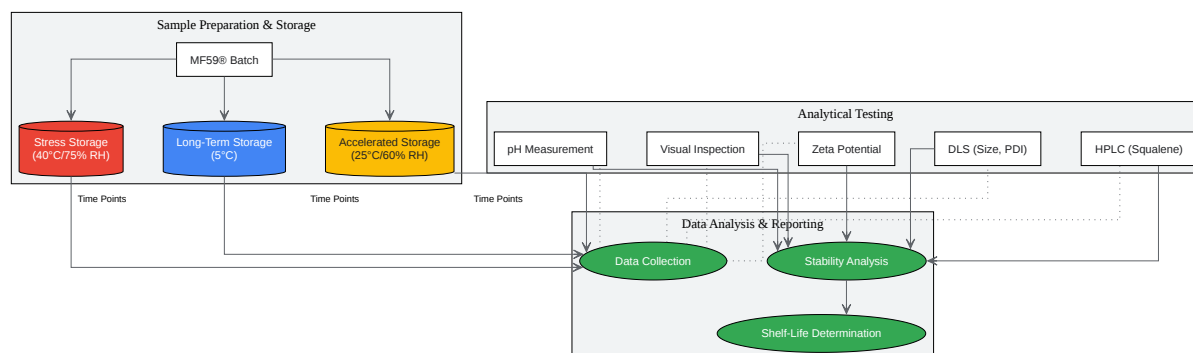 Sample Preparation & Storage
MF59® Batch
Stress Storage
(40°C/75% RH)
Long-Term Storage
(5°C)
Accelerated Storage
(25°C/60% RH)
Analytical Testing
pH Measurement
Visual Inspection
Zeta Potential
DLS (Size, PDI)
HPLC (Squalene)
Time Points
Time Points
Time Points
Data Analysis & Reporting
Data Collection
Stability Analysis
Shelf-Life Determination